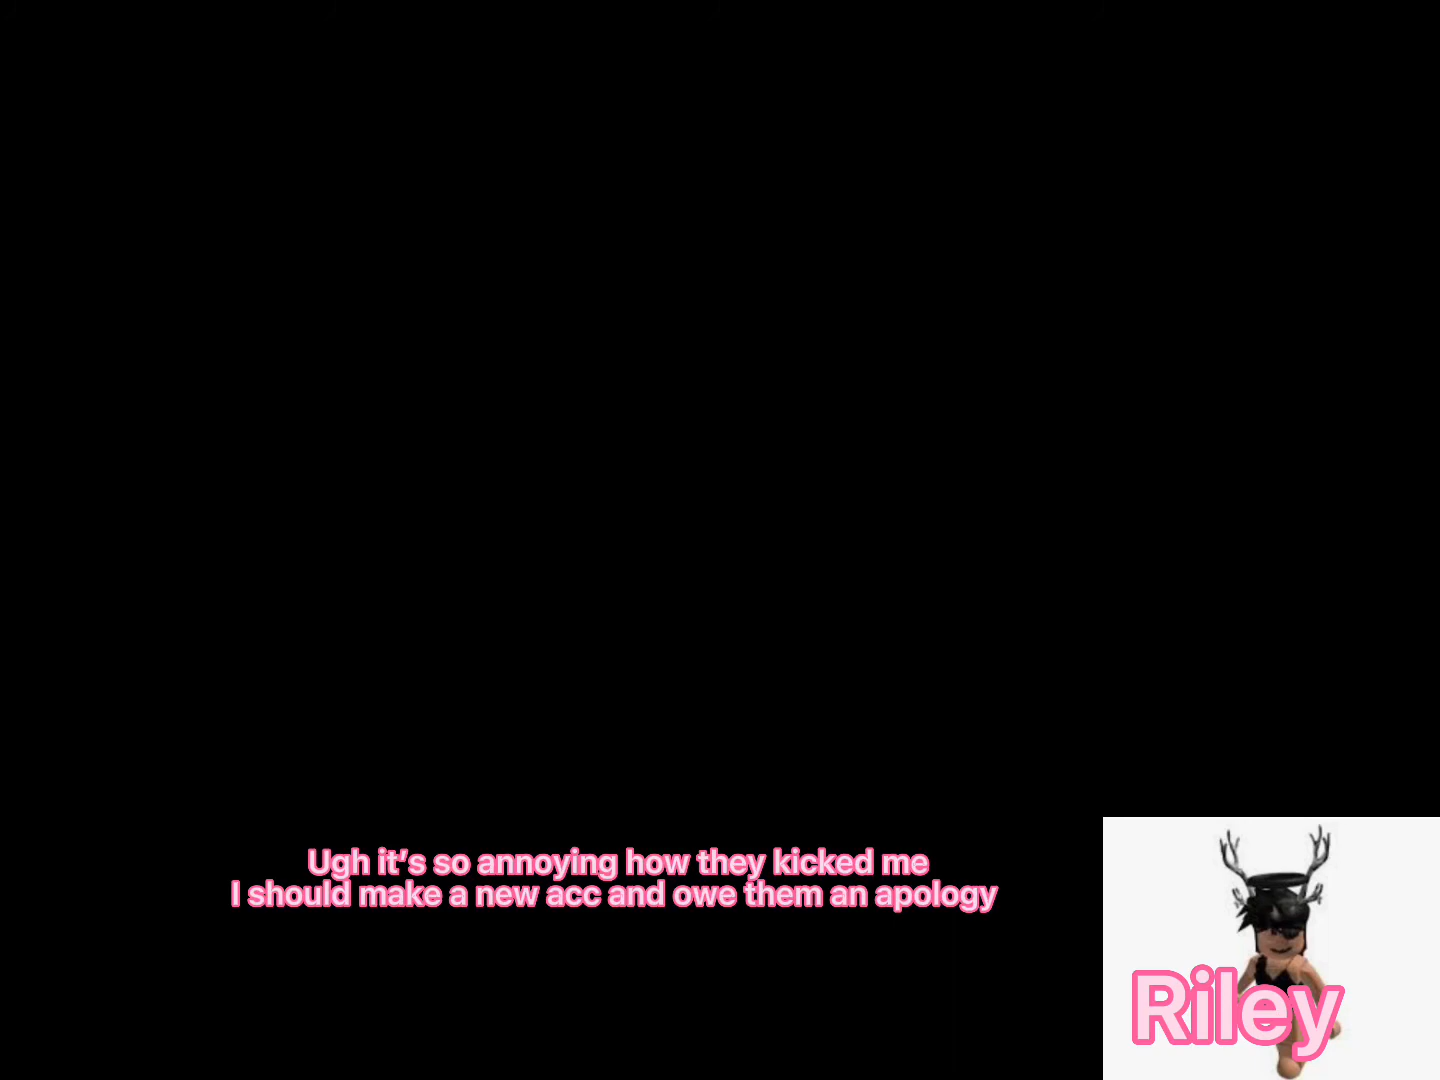 Ugh it’s so annoying how they kicked me
I should make a new acc and owe them an apology
Riley